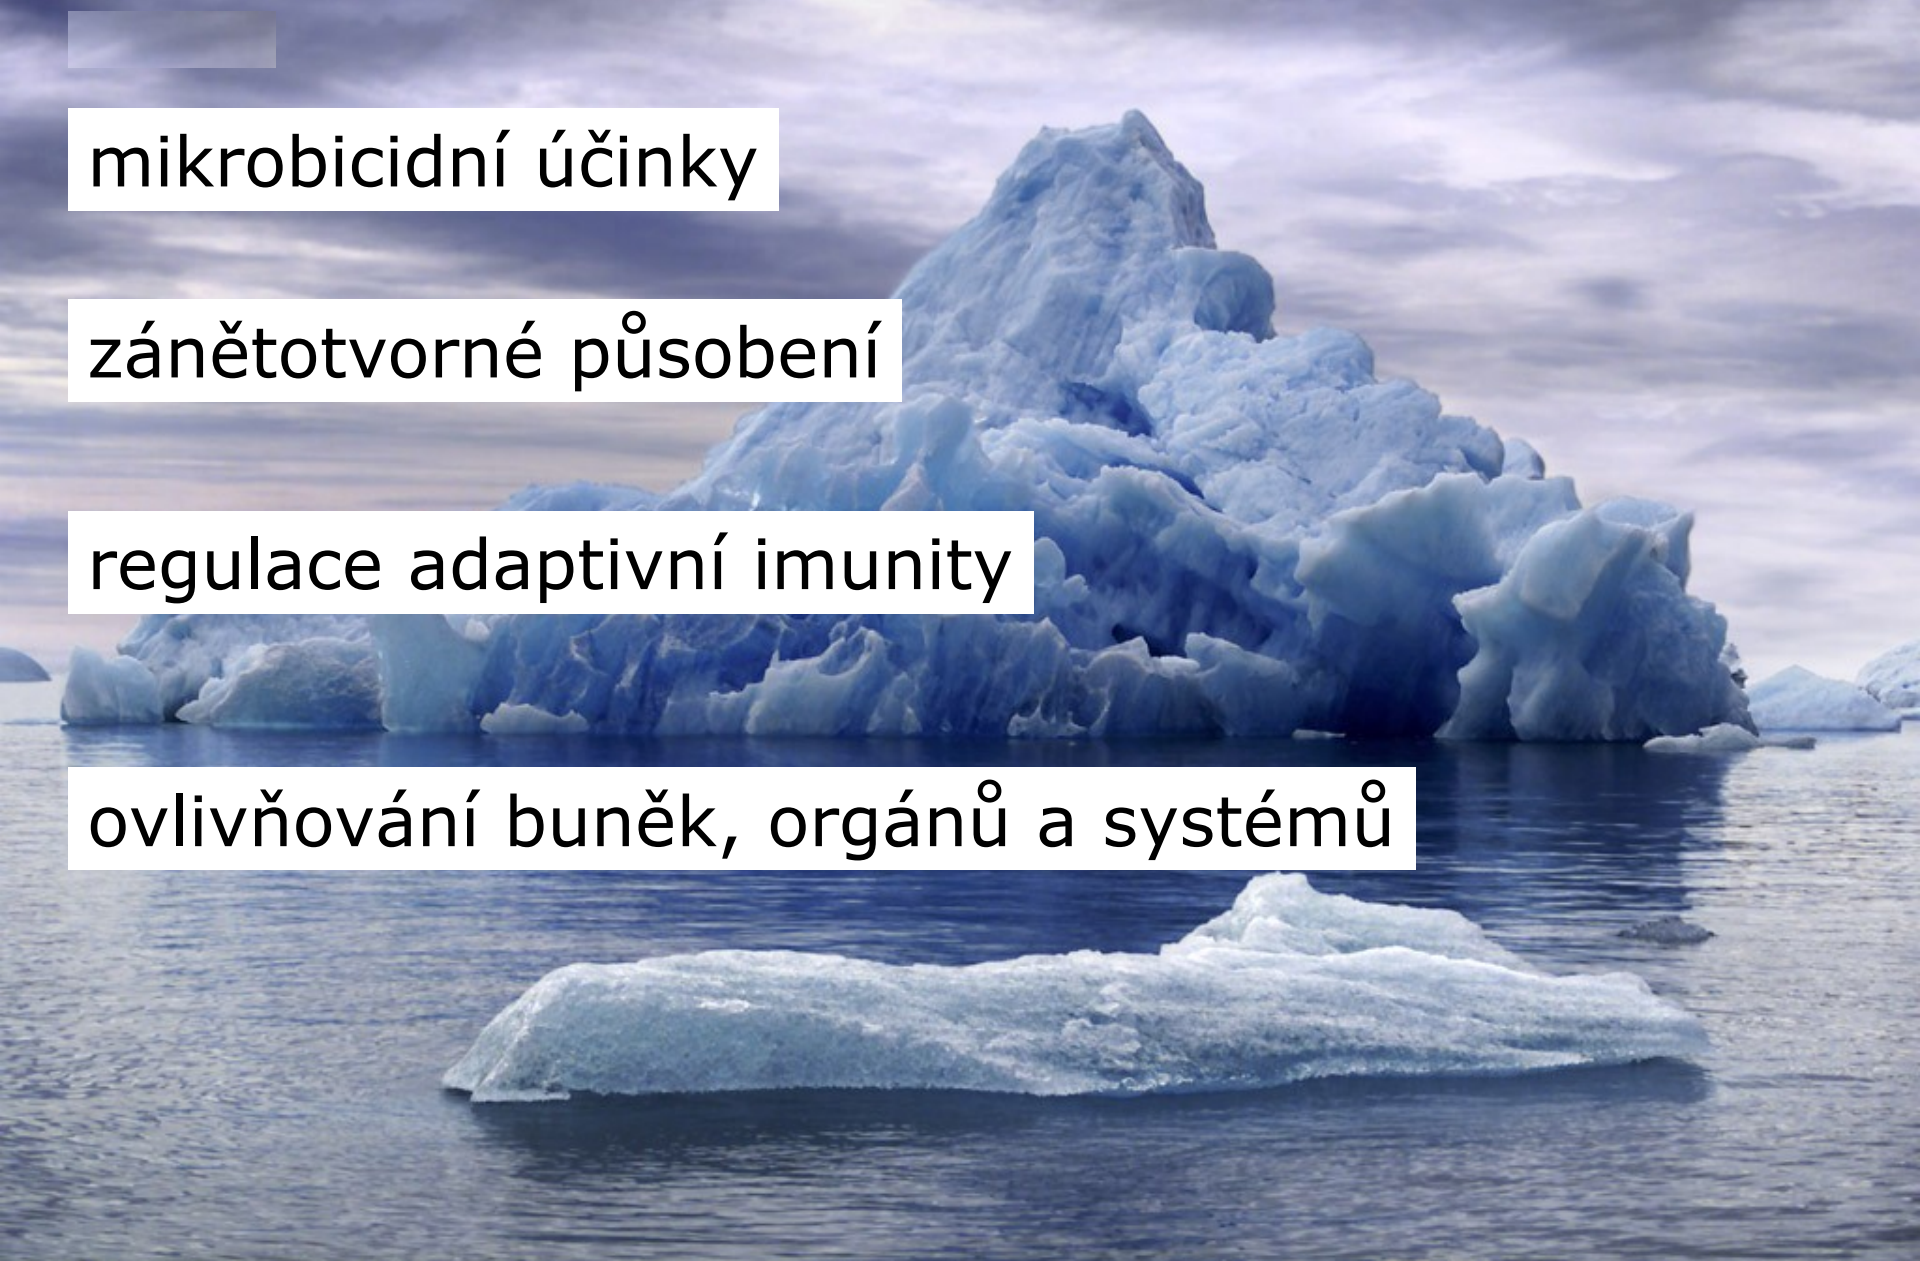 mikrobicidní účinky
zánětotvorné působení
regulace adaptivní imunity
ovlivňování buněk, orgánů a systémů